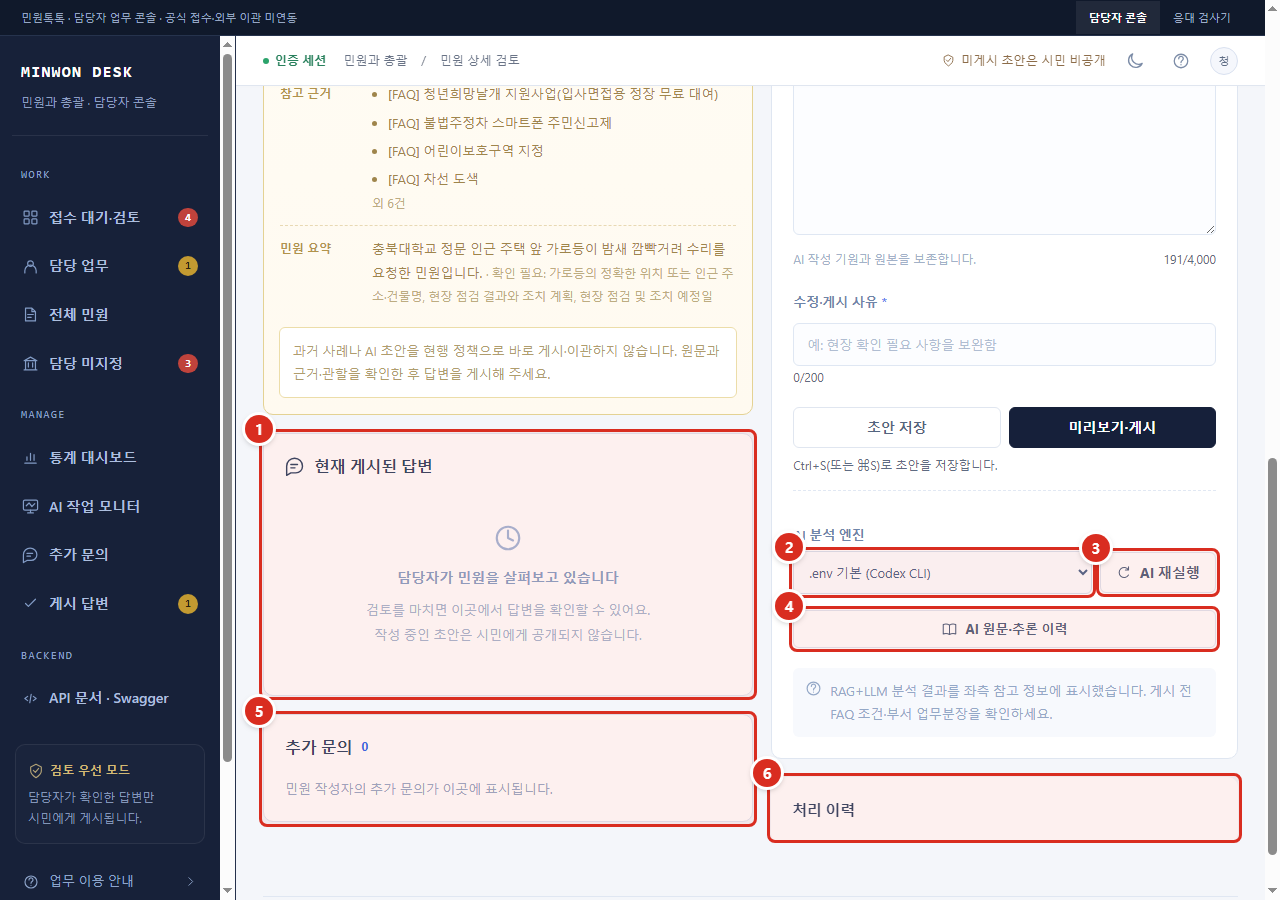 민원톡톡 · 담당자 업무 콘솔 · 공식 접수·외부 이관 미연동
담당자 콘솔
응대 검사기
MINWON DESK
민원과 총괄 · 담당자 콘솔
WORK
접수 대기·검토
4
담당 업무
1
전체 민원
담당 미지정
3
MANAGE
통계 대시보드
AI 작업 모니터
추가 문의
게시 답변
1
BACKEND
API 문서 · Swagger
검토 우선 모드
담당자가 확인한 답변만
시민에게 게시됩니다.
업무 이용 안내
인증 세션
민원과 총괄 / 민원 상세 검토
미게시 초안은 시민 비공개
청
참고 근거
[FAQ] 청년희망날개 지원사업(입사면접용 정장 무료 대여)
[FAQ] 불법주정차 스마트폰 주민신고제
[FAQ] 어린이보호구역 지정
[FAQ] 차선 도색
외 6건
민원 요약
충북대학교 정문 인근 주택 앞 가로등이 밤새 깜빡거려 수리를
요청한 민원입니다. · 확인 필요: 가로등의 정확한 위치 또는 인근 주
소·건물명, 현장 점검 결과와 조치 계획, 현장 점검 및 조치 예정일
과거 사례나 AI 초안을 현행 정책으로 바로 게시·이관하지 않습니다. 원문과
근거·관할을 확인한 후 답변을 게시해 주세요.
1
현재 게시된 답변
담당자가 민원을 살펴보고 있습니다
검토를 마치면 이곳에서 답변을 확인할 수 있어요.
작성 중인 초안은 시민에게 공개되지 않습니다.
5
추가 문의 0
민원 작성자의 추가 문의가 이곳에 표시됩니다.
AI 작성 기원과 원본을 보존합니다.
191/4,000
수정·게시 사유 *
예: 현장 확인 필요 사항을 보완함
0/200
초안 저장
미리보기·게시
Ctrl+S(또는 ⌘S)로 초안을 저장합니다.
AI 분석 엔진
2
.env 기본 (Codex CLI)
3
AI 재실행
4
AI 원문·추론 이력
RAG+LLM 분석 결과를 좌측 참고 정보에 표시했습니다. 게시 전
FAQ 조건·부서 업무분장을 확인하세요.
6
처리 이력